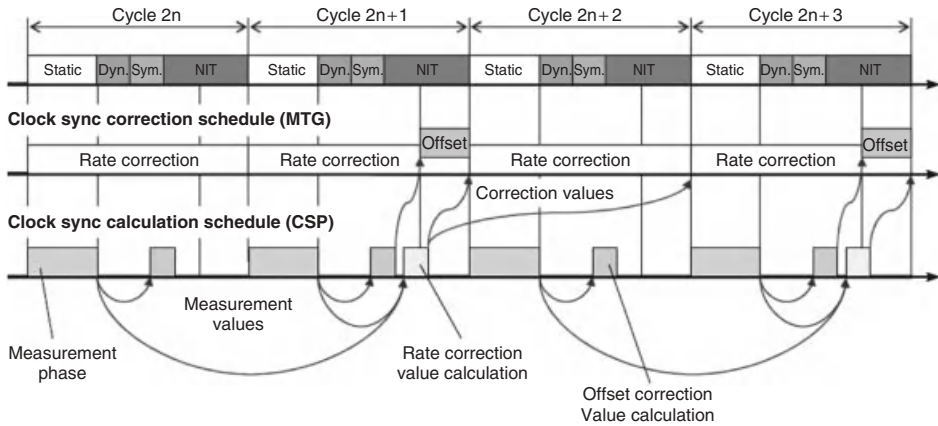 Cycle 2n Cycle 2n+1 Cycle 2n+2 Cycle 2n+3
Static Dyn. Sym. NIT Static Dyn. Sym. NIT Static Dyn. Sym. NIT Static Dyn. Sym. NIT
Clock sync correction schedule (MTG)
Offset Offset
Rate correction Rate correction Rate correction Rate correction
Correction values
Clock sync calculation schedule (CSP)
Measurement
values
Measurement
phase
Rate correction
value calculation
Offset correction
Value calculation